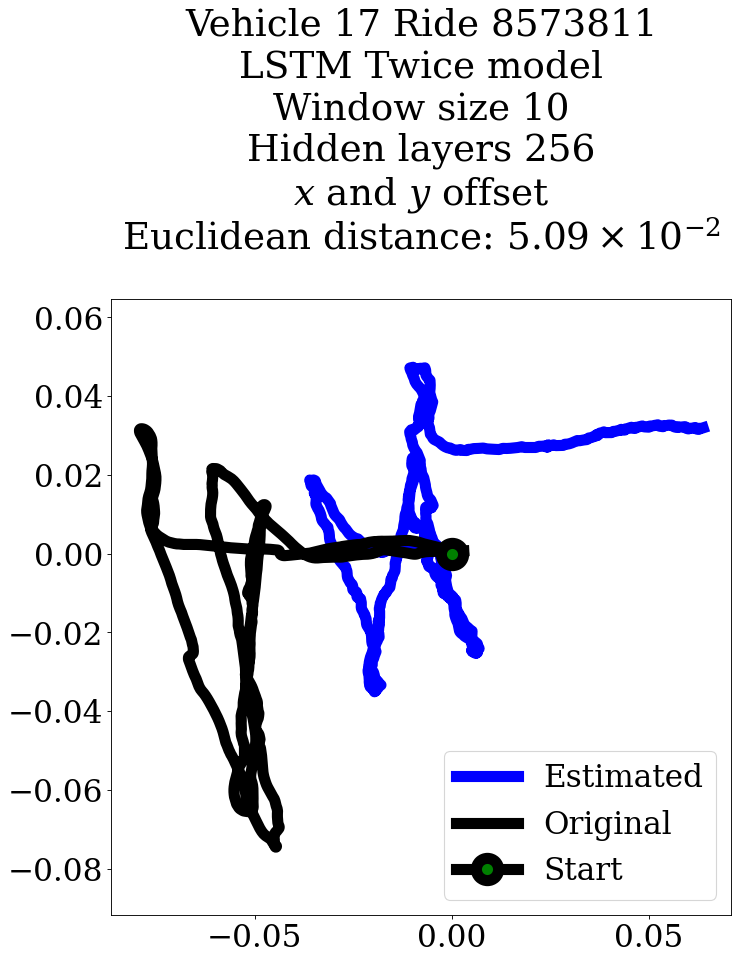 Vehicle 17 Ride 8573811
LSTM Twice model
Window size 10
Hidden layers 256
x and y offset
Euclidean distance: 5.09 × 10⁻²
0.06
0.04
0.02
0.00
−0.02
−0.04
−0.06
−0.08
−0.05
0.00
0.05
Estimated
Original
Start